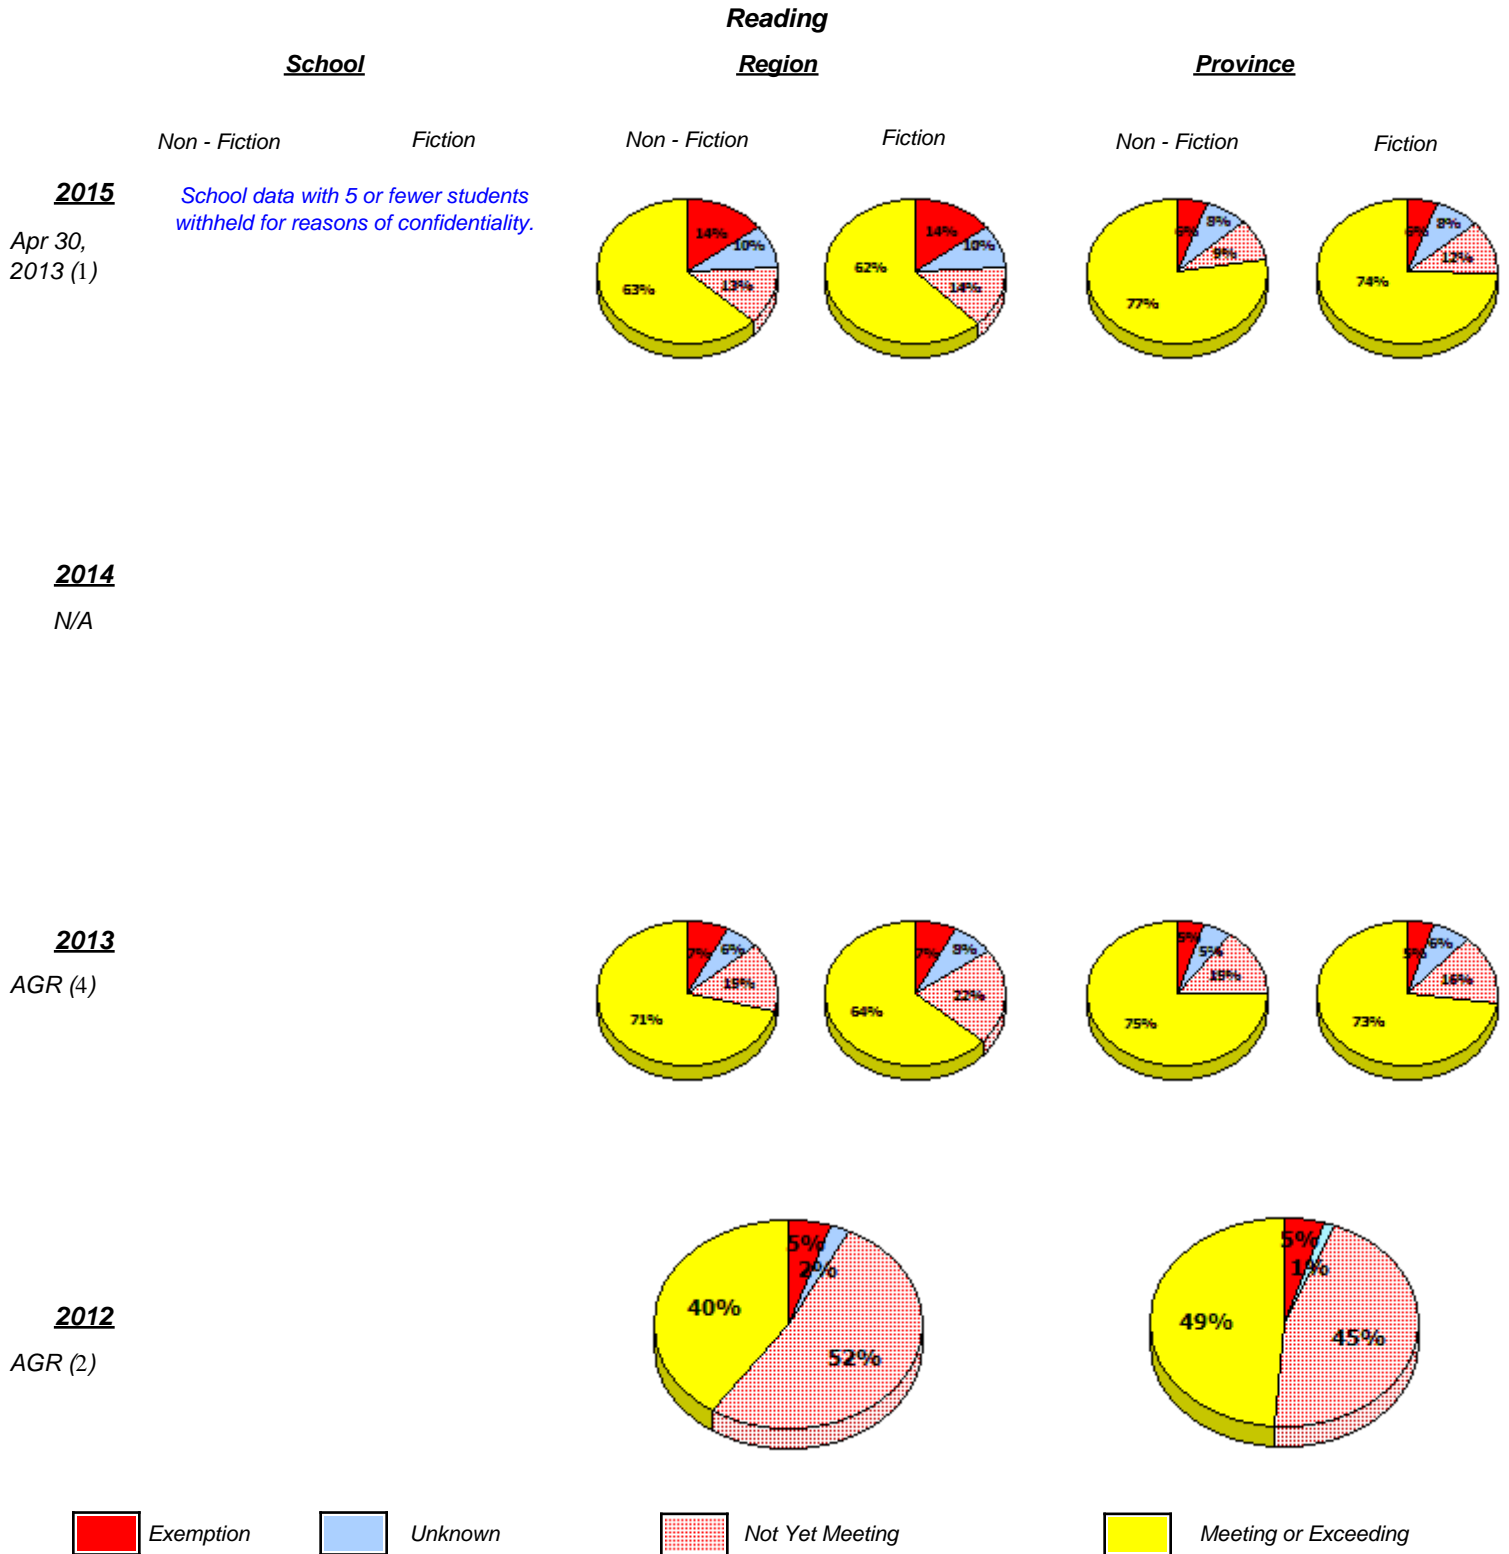 Reading
School Region Province
Non - Fiction Fiction Non - Fiction Fiction Non - Fiction Fiction
2015
School data with 5 or fewer students
withheld for reasons of confidentiality.
Apr 30,
2013 (1)
14% 10% 13% 63%
14% 10% 14% 62%
6% 8% 9% 77%
6% 8% 12% 74%
2014
N/A
2013
AGR (4)
7% 6% 15% 71%
7% 8% 22% 64%
5% 5% 15% 75%
5% 6% 16% 73%
2012
AGR (2)
5% 2% 52% 40%
5% 1% 45% 49%
Exemption Unknown Not Yet Meeting Meeting or Exceeding